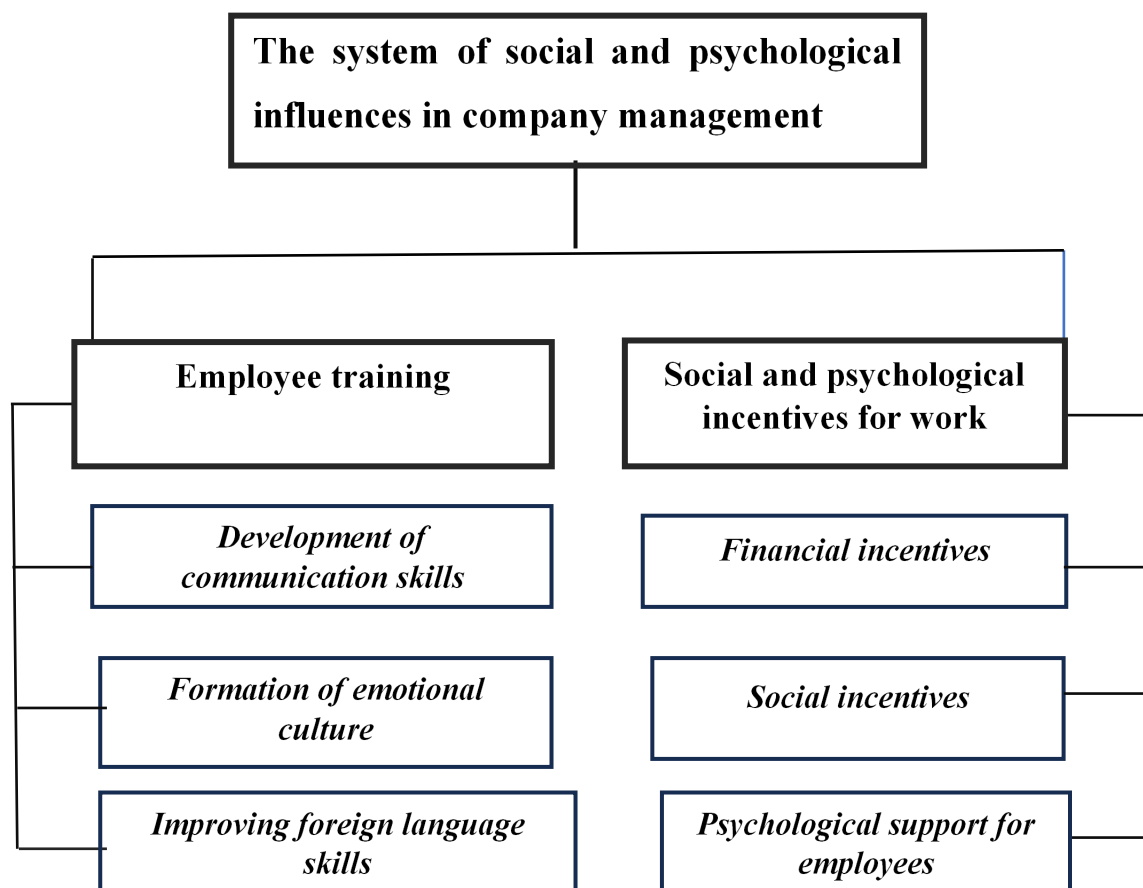 The system of social and psychological
influences in company management
Employee training
Social and psychological
incentives for work
Development of
communication skills
Financial incentives
Formation of emotional
culture
Social incentives
Improving foreign language
skills
Psychological support for
employees